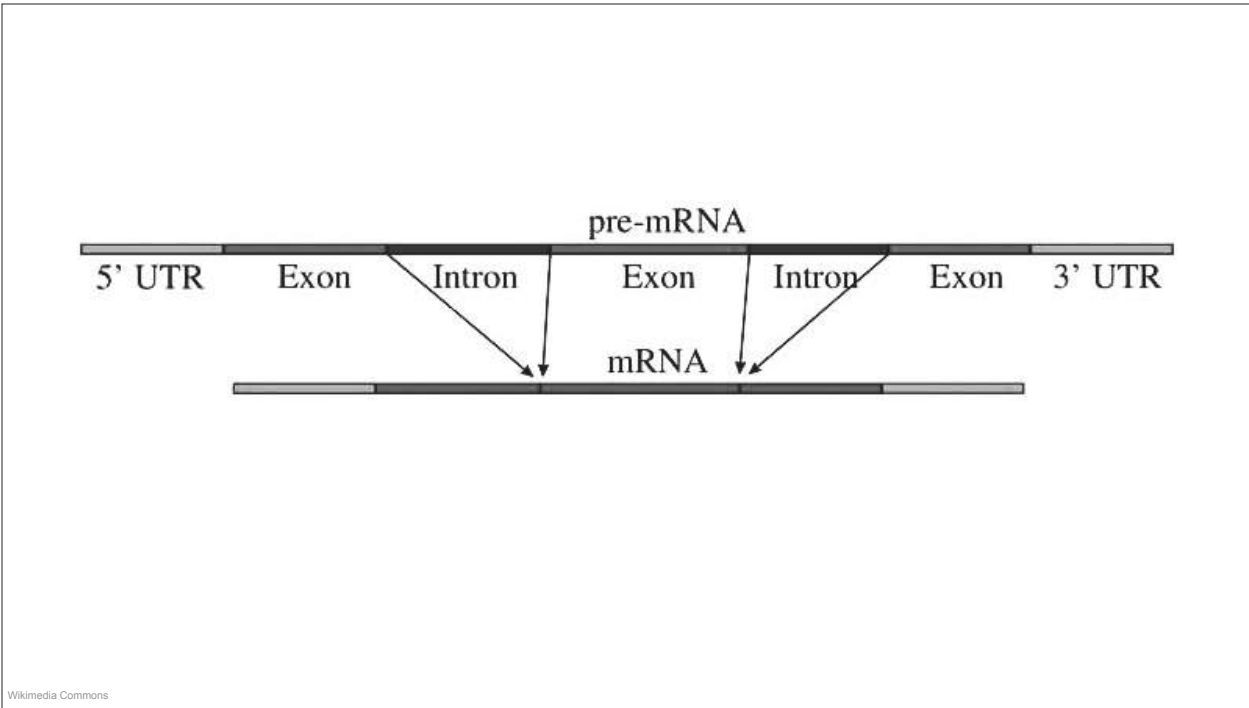 pre-mRNA
5’ UTR Exon Intron Exon Intron Exon 3’ UTR
mRNA
Wikimedia Commons